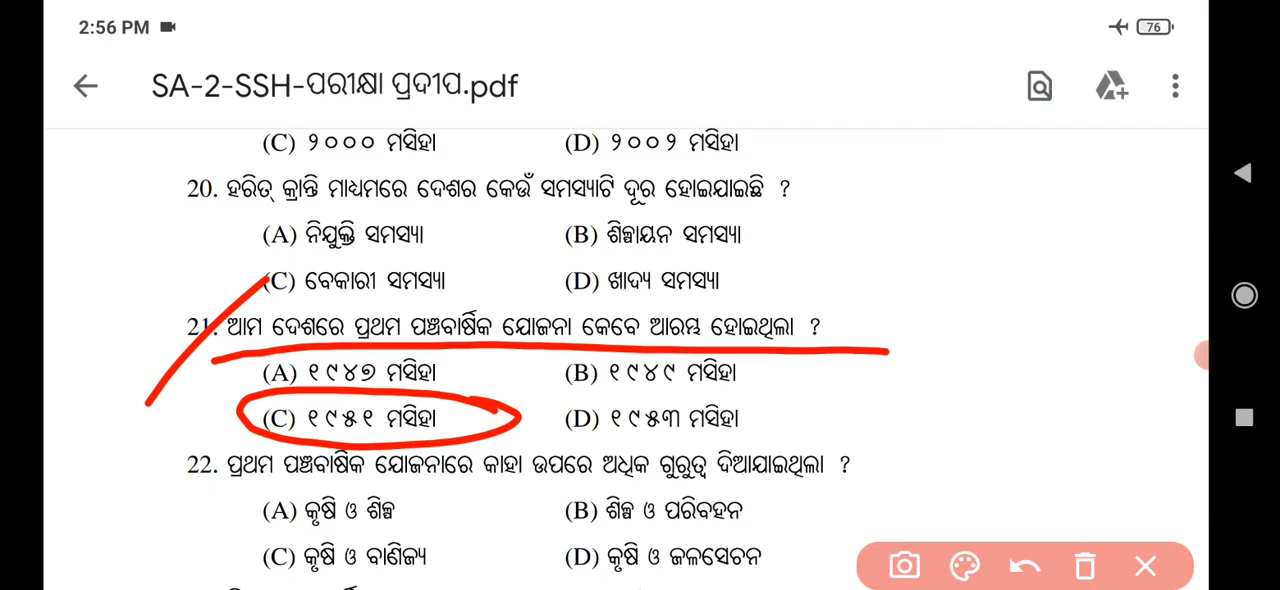 2:56 PM
76
SA-2-SSH-ପରୀକ୍ଷା ପ୍ରଦୀପ.pdf
(C) ୨୦୦୦ ମସିହା (D) ୨୦୦୨ ମସିହା
20. ହରିତ୍ କ୍ରାନ୍ତି ମାଧ୍ୟମରେ ଦେଶର କେଉଁ ସମସ୍ୟାଟି ଦୂର ହୋଇଯାଇଛି ?
(A) ନିଯୁକ୍ତି ସମସ୍ୟା (B) ଶିଳ୍ପାୟନ ସମସ୍ୟା
(C) ବେକାରୀ ସମସ୍ୟା (D) ଖାଦ୍ୟ ସମସ୍ୟା
21. ଆମ ଦେଶରେ ପ୍ରଥମ ପଞ୍ଚବାର୍ଷିକ ଯୋଜନା କେବେ ଆରମ୍ଭ ହୋଇଥିଲା ?
(A) ୧୯୪୭ ମସିହା (B) ୧୯୪୯ ମସିହା
(C) ୧୯୫୧ ମସିହା (D) ୧୯୫୩ ମସିହା
22. ପ୍ରଥମ ପଞ୍ଚବାର୍ଷିକ ଯୋଜନାରେ କାହା ଉପରେ ଅଧିକ ଗୁରୁତ୍ୱ ଦିଆଯାଇଥିଲା ?
(A) କୃଷି ଓ ଶିଳ୍ପ (B) ଶିଳ୍ପ ଓ ପରିବହନ
(C) କୃଷି ଓ ବାଣିଜ୍ୟ (D) କୃଷି ଓ ଜଳସେଚନ